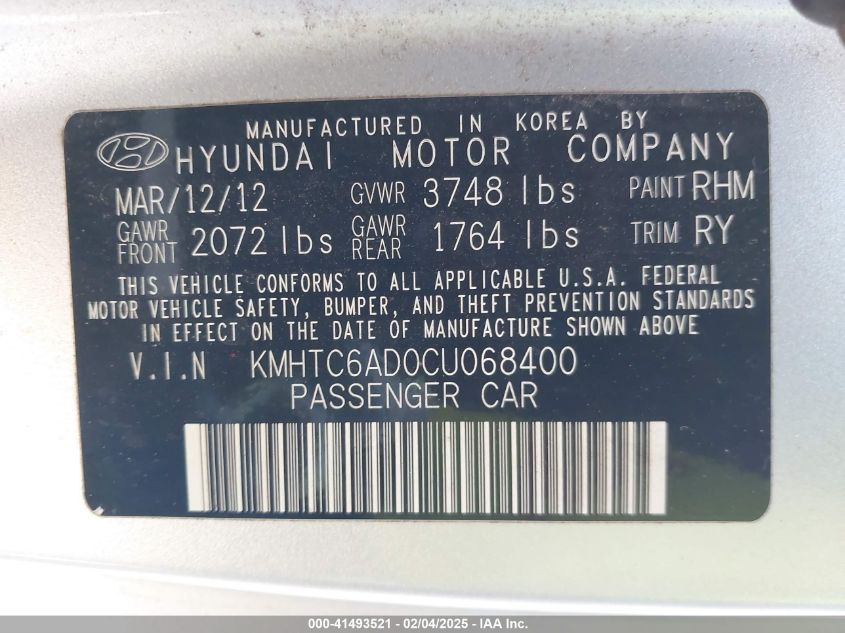 MANUFACTURED IN KOREA BY
HYUNDAI MOTOR COMPANY
MAR/12/12 GVWR 3748 lbs PAINT RHM
GAWR FRONT 2072 lbs GAWR REAR 1764 lbs TRIM RY
THIS VEHICLE CONFORMS TO ALL APPLICABLE U.S.A. FEDERAL
MOTOR VEHICLE SAFETY, BUMPER, AND THEFT PREVENTION STANDARDS
IN EFFECT ON THE DATE OF MANUFACTURE SHOWN ABOVE
V.I.N KMHTC6AD0CU068400
PASSENGER CAR
000-41493521 - 02/04/2025 - IAA Inc.